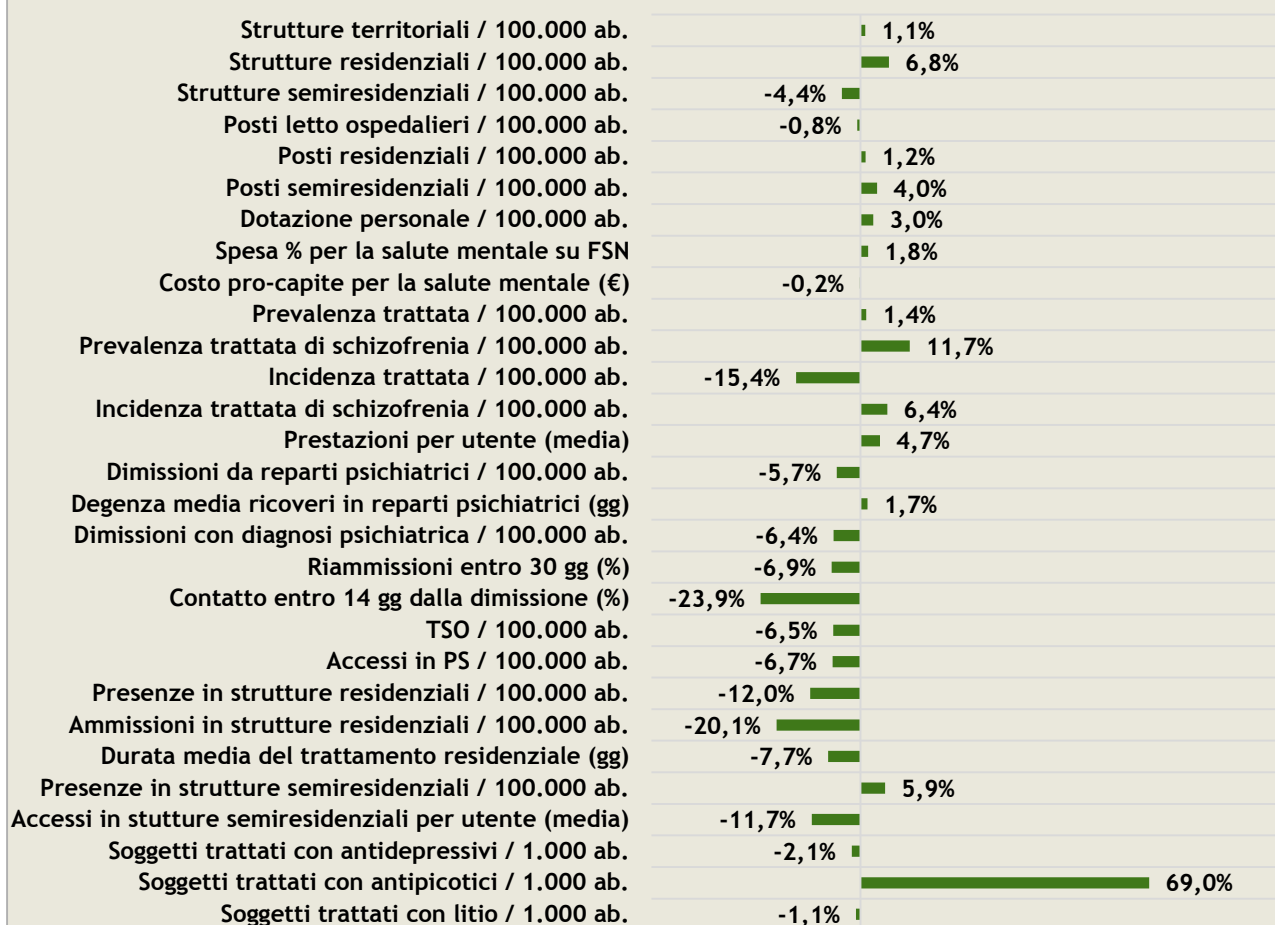 Strutture territoriali / 100.000 ab. 1,1%
Strutture residenziali / 100.000 ab. 6,8%
Strutture semiresidenziali / 100.000 ab. -4,4%
Posti letto ospedalieri / 100.000 ab. -0,8%
Posti residenziali / 100.000 ab. 1,2%
Posti semiresidenziali / 100.000 ab. 4,0%
Dotazione personale / 100.000 ab. 3,0%
Spesa % per la salute mentale su FSN 1,8%
Costo pro-capite per la salute mentale (€) -0,2%
Prevalenza trattata / 100.000 ab. 1,4%
Prevalenza trattata di schizofrenia / 100.000 ab. 11,7%
Incidenza trattata / 100.000 ab. -15,4%
Incidenza trattata di schizofrenia / 100.000 ab. 6,4%
Prestazioni per utente (media) 4,7%
Dimissioni da reparti psichiatrici / 100.000 ab. -5,7%
Degenza media ricoveri in reparti psichiatrici (gg) 1,7%
Dimissioni con diagnosi psichiatrica / 100.000 ab. -6,4%
Riammissioni entro 30 gg (%) -6,9%
Contatto entro 14 gg dalla dimissione (%) -23,9%
TSO / 100.000 ab. -6,5%
Accessi in PS / 100.000 ab. -6,7%
Presenze in strutture residenziali / 100.000 ab. -12,0%
Ammissioni in strutture residenziali / 100.000 ab. -20,1%
Durata media del trattamento residenziale (gg) -7,7%
Presenze in strutture semiresidenziali / 100.000 ab. 5,9%
Accessi in stutture semiresidenziali per utente (media) -11,7%
Soggetti trattati con antidepressivi / 1.000 ab. -2,1%
Soggetti trattati con antipicotici / 1.000 ab. 69,0%
Soggetti trattati con litio / 1.000 ab. -1,1%